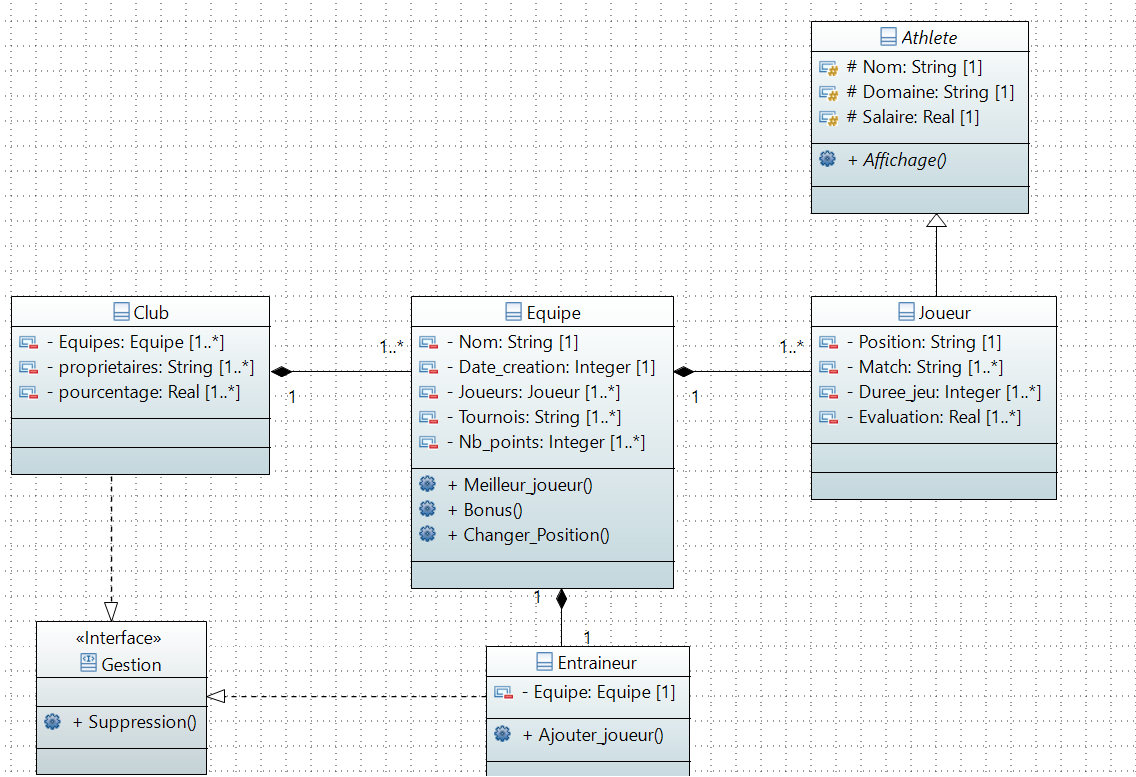 Athlete
# Nom: String [1]
# Domaine: String [1]
# Salaire: Real [1]
+ Affichage()
Club
- Equipes: Equipe [1..*]
- proprietaires: String [1..*]
- pourcentage: Real [1..*]
1..*
1
Equipe
- Nom: String [1]
- Date_creation: Integer [1]
- Joueurs: Joueur [1..*]
- Tournois: String [1..*]
- Nb_points: Integer [1..*]
+ Meilleur_joueur()
+ Bonus()
+ Changer_Position()
1..*
1
Joueur
- Position: String [1]
- Match: String [1..*]
- Duree_jeu: Integer [1..*]
- Evaluation: Real [1..*]
1
1
«Interface»
Gestion
+ Suppression()
Entraineur
- Equipe: Equipe [1]
+ Ajouter_joueur()